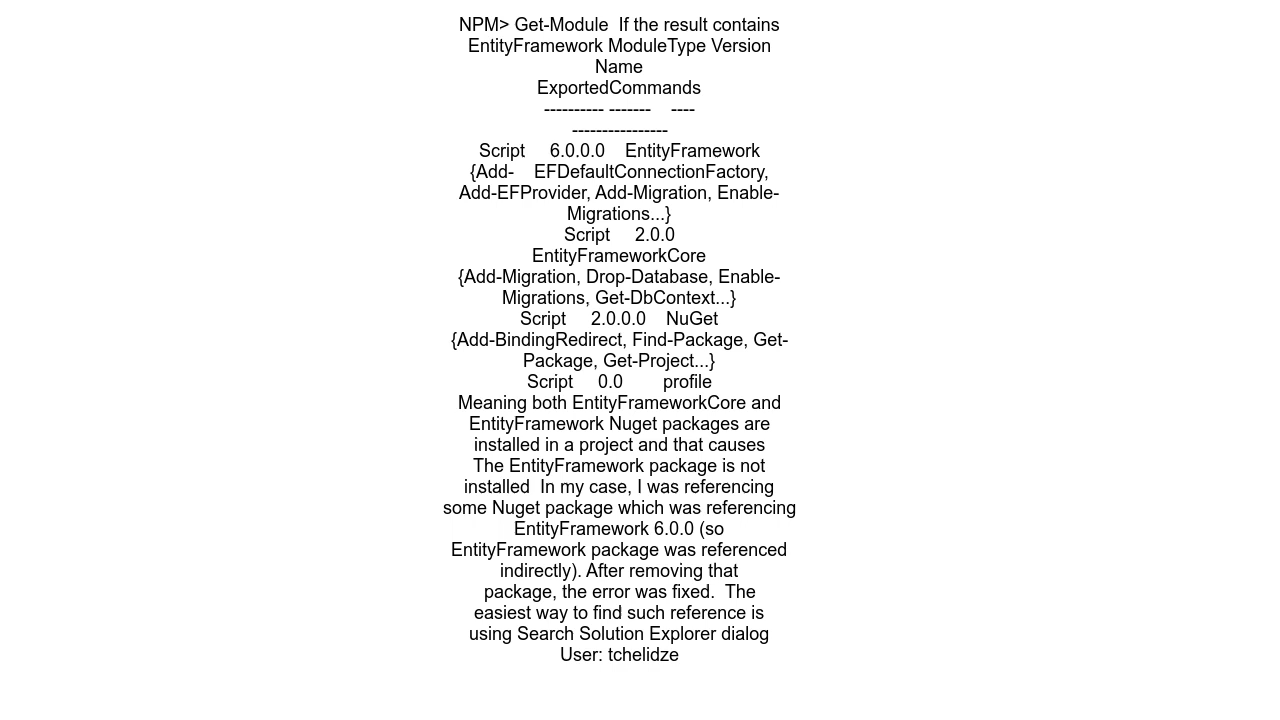 NPM> Get-Module  If the result contains
EntityFramework ModuleType Version
Name
ExportedCommands
---------- -------    ----
----------------
Script     6.0.0.0    EntityFramework
{Add-    EFDefaultConnectionFactory,
Add-EFProvider, Add-Migration, Enable-
Migrations...}
Script     2.0.0
EntityFrameworkCore
{Add-Migration, Drop-Database, Enable-
Migrations, Get-DbContext...}
Script     2.0.0.0    NuGet
{Add-BindingRedirect, Find-Package, Get-
Package, Get-Project...}
Script     0.0        profile
Meaning both EntityFrameworkCore and
EntityFramework Nuget packages are
installed in a project and that causes
The EntityFramework package is not
installed  In my case, I was referencing
some Nuget package which was referencing
EntityFramework 6.0.0 (so
EntityFramework package was referenced
indirectly). After removing that
package, the error was fixed.  The
easiest way to find such reference is
using Search Solution Explorer dialog
User: tchelidze